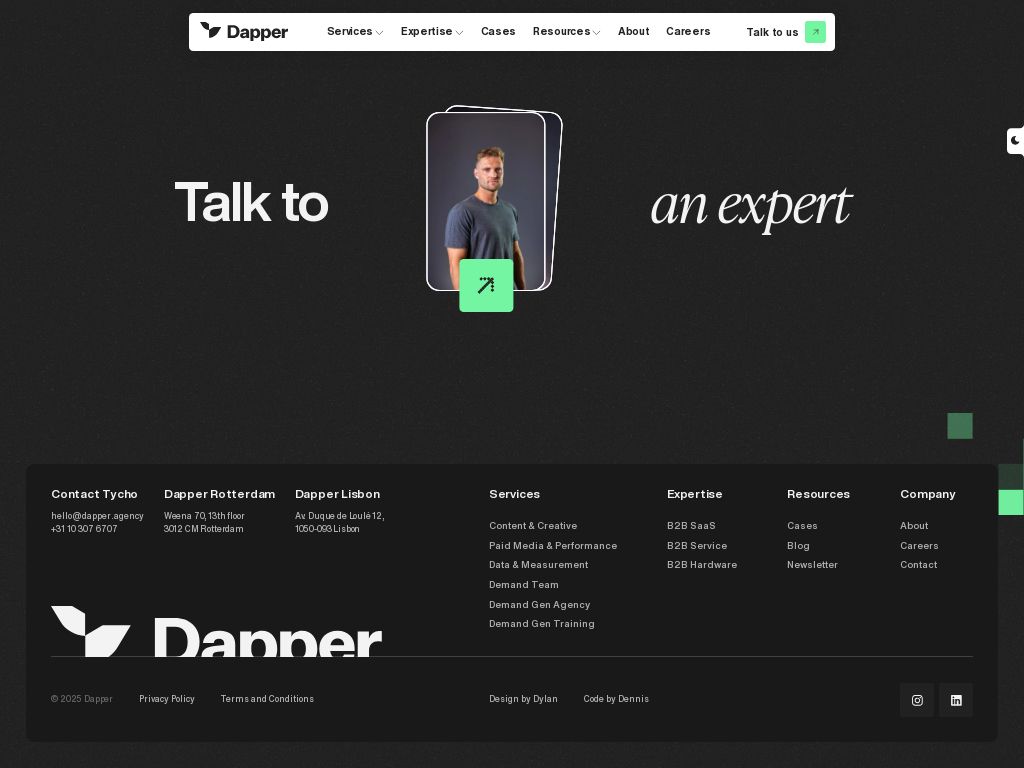 Dapper
Services
Expertise
Cases
Resources
About
Careers
Talk to us
Talk to
an expert
Contact Tycho
hello@dapper.agency
+31 10 307 6707
Dapper Rotterdam
Weena 70, 13th floor
3012 CM Rotterdam
Dapper Lisbon
Av. Duque de Loulé 12,
1050-093 Lisbon
Services
Content & Creative
Paid Media & Performance
Data & Measurement
Demand Team
Demand Gen Agency
Demand Gen Training
Expertise
B2B SaaS
B2B Service
B2B Hardware
Resources
Cases
Blog
Newsletter
Company
About
Careers
Contact
Dapper
© 2025 Dapper
Privacy Policy
Terms and Conditions
Design by Dylan
Code by Dennis